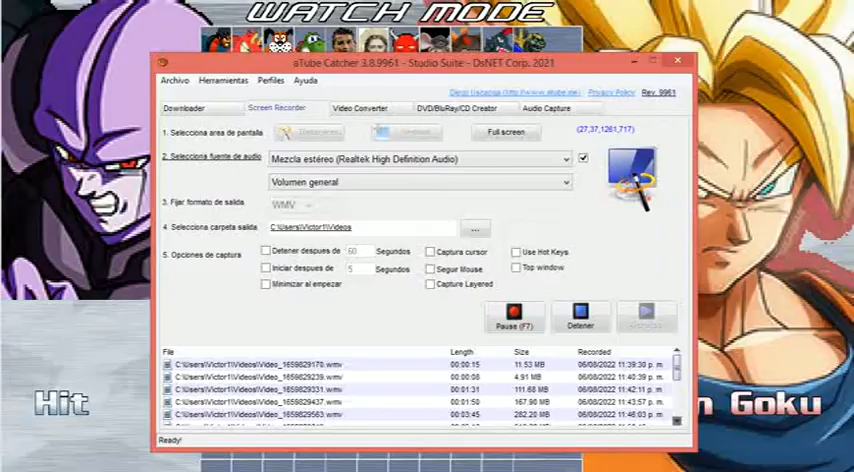 WATCH MODE
aTube Catcher 3.8.9961 - Studio Suite - DsNET Corp. 2021
Archivo Herramientas Perfiles Ayuda
Privacy Policy Rev. 9961
Downloader Screen Recorder Video Converter DVD/BluRay/CD Creator Audio Capture
1. Selecciona area de pantalla Full screen (27,37,1261,717)
2. Selecciona fuente de audio Mezcla estéreo (Realtek High Definition Audio)
Volumen general
3. Fijar formato de salida WMV
4. Selecciona carpeta salida C:\Users\Victor1\Videos ...
5. Opciones de captura Detener despues de 60 Segundos Captura cursor Use Hot Keys
Iniciar despues de 5 Segundos Seguir Mouse Top window
Minimizar al empezar Capture Layered
Pause (F7) Detener
File Length Size Recorded
C:\Users\Victor1\Videos\Video_1659829170.wmv 00:00:15 11.53 MB 06/08/2022 11:39:30 p. m.
C:\Users\Victor1\Videos\Video_1659829239.wmv 00:00:08 4.91 MB 06/08/2022 11:40:39 p. m.
C:\Users\Victor1\Videos\Video_1659829331.wmv 00:01:31 111.68 MB 06/08/2022 11:42:11 p. m.
C:\Users\Victor1\Videos\Video_1659829437.wmv 00:01:50 167.90 MB 06/08/2022 11:43:57 p. m.
C:\Users\Victor1\Videos\Video_1659829563.wmv 00:03:45 282.20 MB 06/08/2022 11:46:03 p. m.
Ready!
Hit
Goku